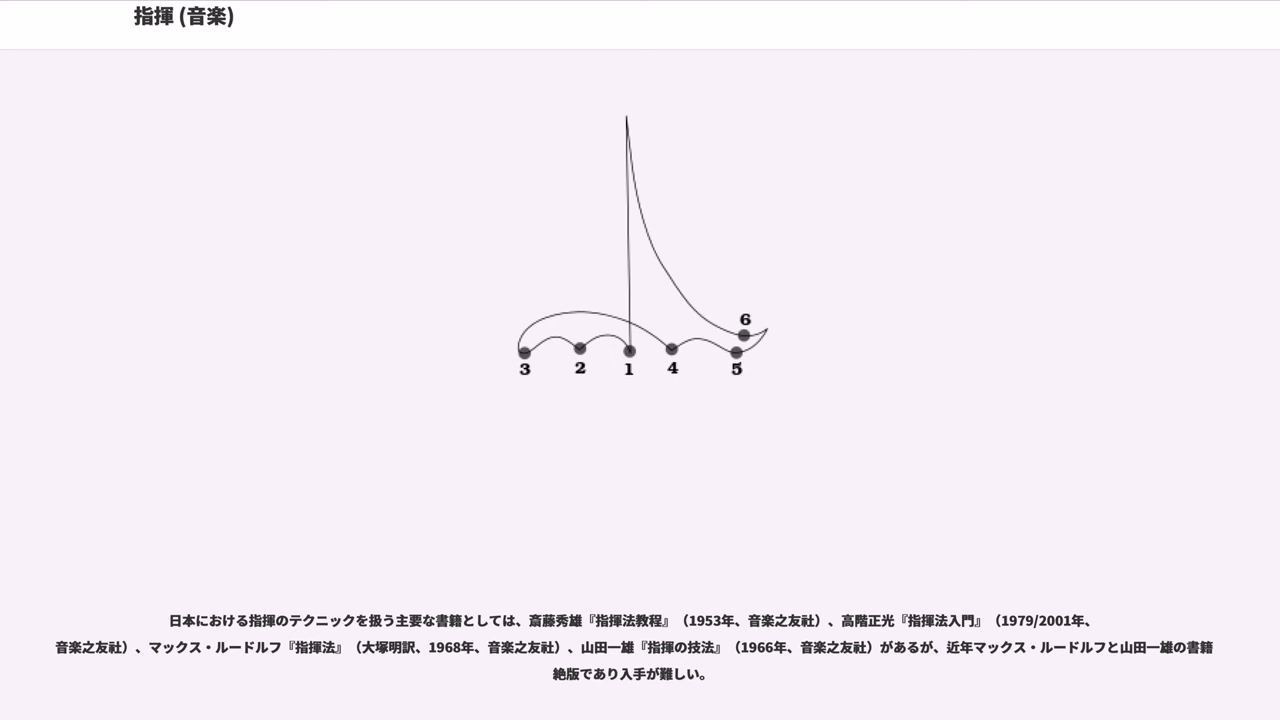 指揮 (音楽)
6
3 2 1 4 5
日本における指揮のテクニックを扱う主要な書籍としては、斎藤秀雄『指揮法教程』（1953年、音楽之友社）、高階正光『指揮法入門』（1979/2001年、
音楽之友社）、マックス・ルードルフ『指揮法』（大塚明訳、1968年、音楽之友社）、山田一雄『指揮の技法』（1966年、音楽之友社）があるが、近年マックス・ルードルフと山田一雄の書籍
絶版であり入手が難しい。